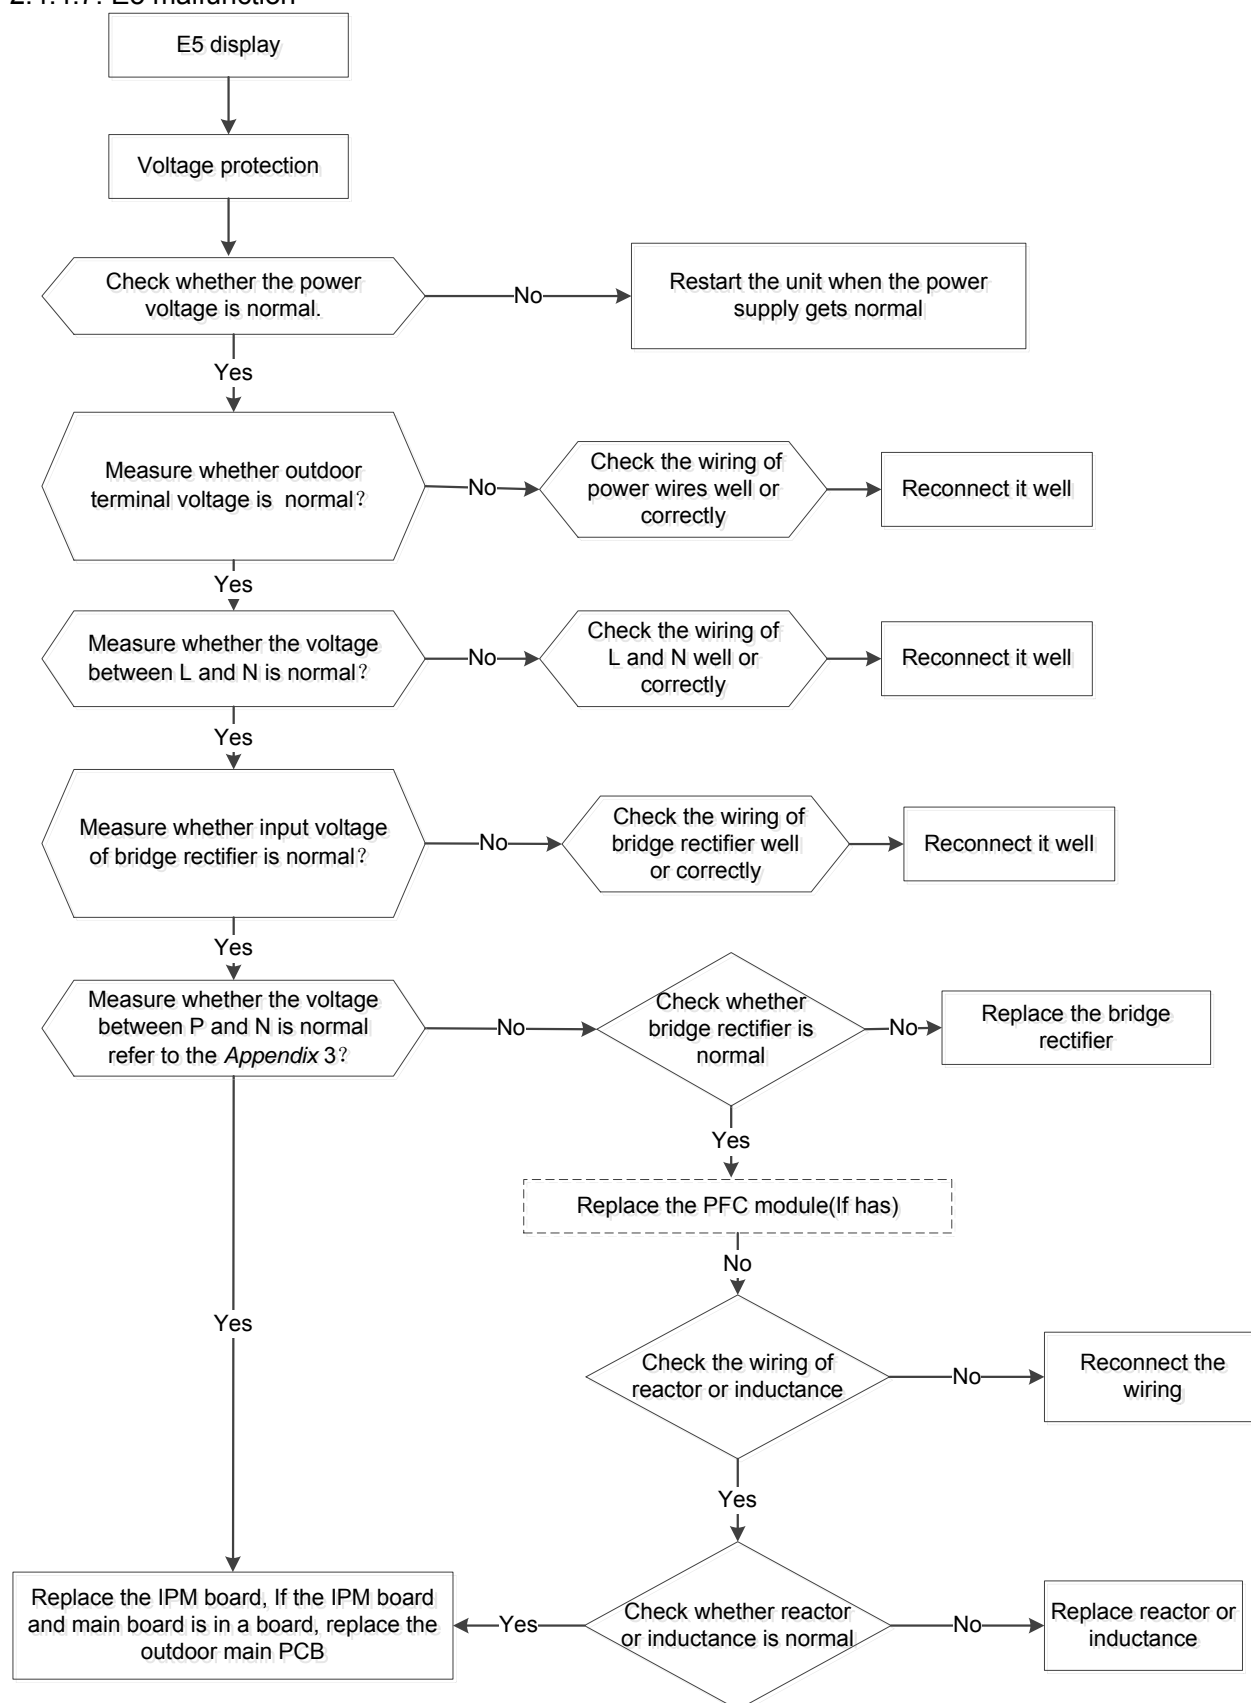 2.4.4.7. E5 malfunction
E5 display
Voltage protection
Check whether the power
voltage is normal.
No
Restart the unit when the power
supply gets normal
Yes
Measure whether outdoor
terminal voltage is  normal？
No
Check the wiring of
power wires well or
correctly
Reconnect it well
Yes
Measure whether the voltage
between L and N is normal？
No
Check the wiring of
L and N well or
correctly
Reconnect it well
Yes
Measure whether input voltage
of bridge rectifier is normal？
No
Check the wiring of
bridge rectifier well
or correctly
Reconnect it well
Yes
Measure whether the voltage
between P and N is normal
refer to the Appendix 3？
No
Check whether
bridge rectifier is
normal
No
Replace the bridge
rectifier
Yes
Replace the PFC module(If has)
No
Yes
Check the wiring of
reactor or inductance
No
Reconnect the
wiring
Yes
Replace the IPM board, If the IPM board
and main board is in a board, replace the
outdoor main PCB
Yes
Check whether reactor
or inductance is normal
No
Replace reactor or
inductance